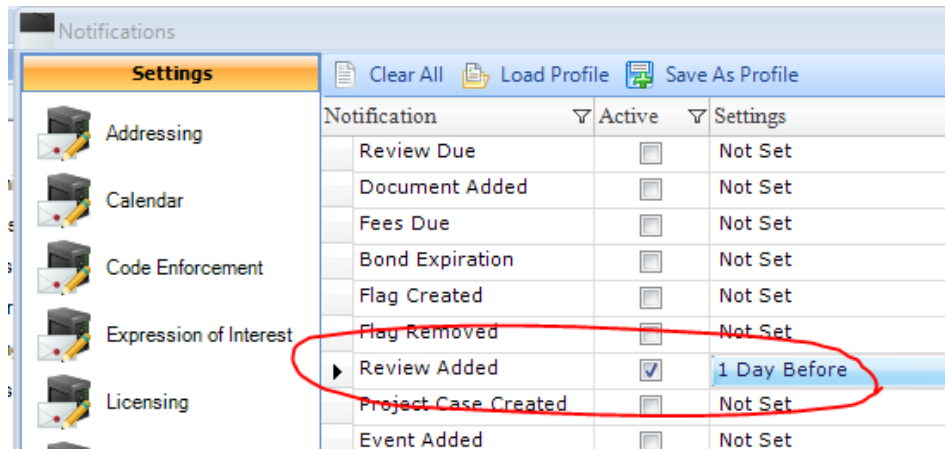 Notifications
Settings
Clear All Load Profile Save As Profile
Addressing
Calendar
Code Enforcement
Expression of Interest
Licensing
Notification Active Settings
Review Due Not Set
Document Added Not Set
Fees Due Not Set
Bond Expiration Not Set
Flag Created Not Set
Flag Removed Not Set
Review Added 1 Day Before
Project Case Created Not Set
Event Added Not Set